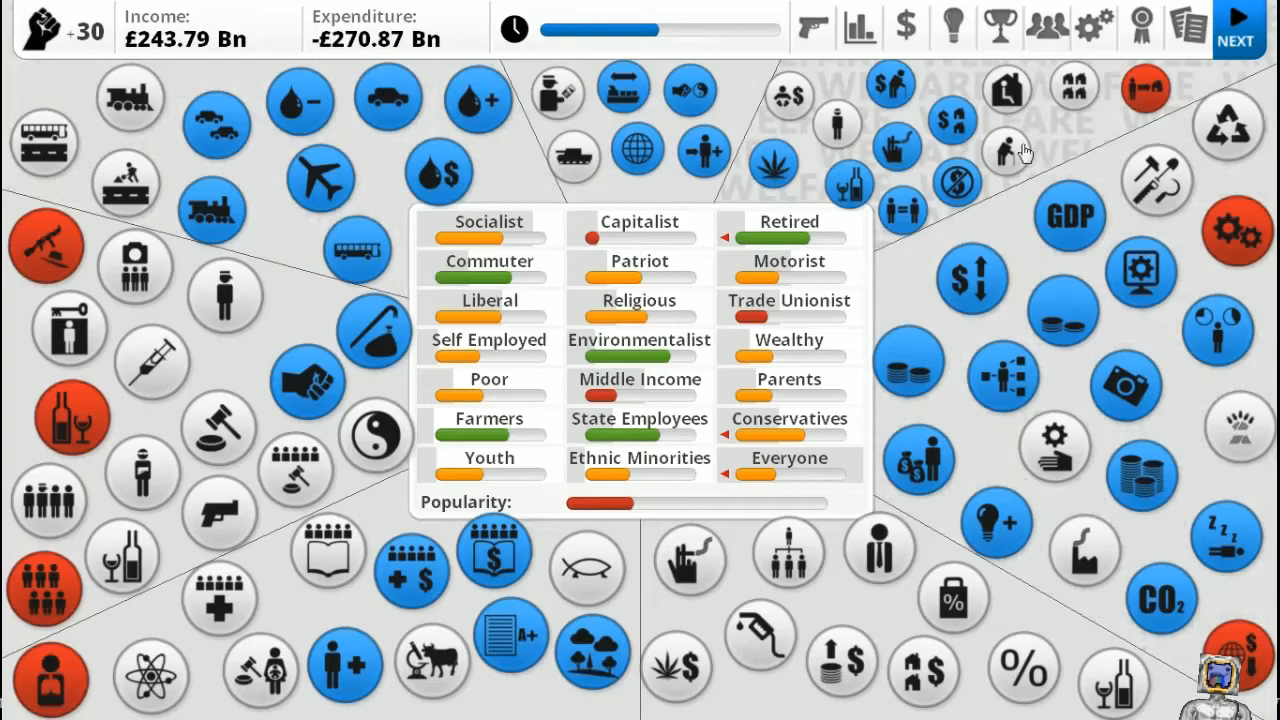 +30
Income:
£243.79 Bn
Expenditure:
-£270.87 Bn
NEXT
WELFARE
WELFARE
GDP
Socialist Capitalist Retired
Commuter Patriot Motorist
Liberal Religious Trade Unionist
Self Employed Environmentalist Wealthy
Poor Middle Income Parents
Farmers State Employees Conservatives
Youth Ethnic Minorities Everyone
Popularity:
A+
CO₂
Z Z Z